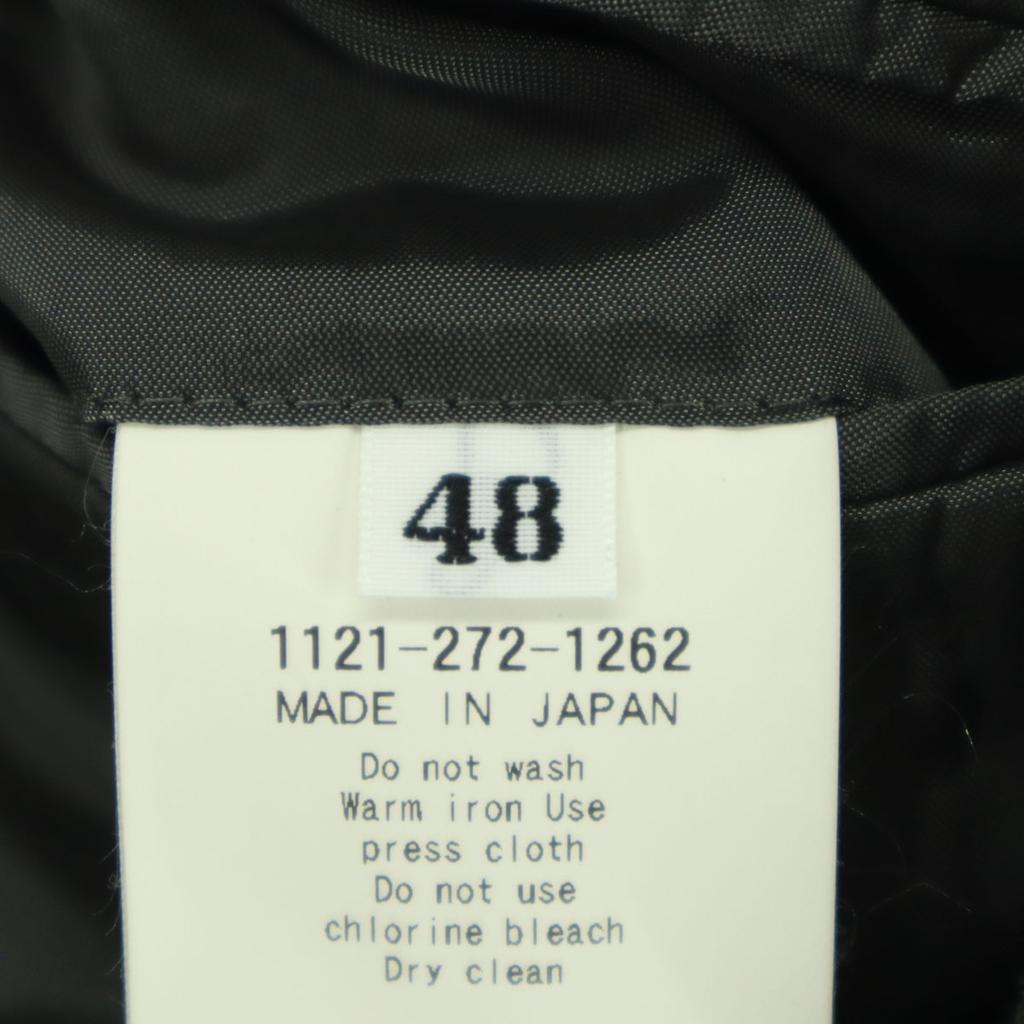 48
1121-272-1262
MADE IN JAPAN
Do not wash
Warm iron Use
press cloth
Do not use
chlorine bleach
Dry clean